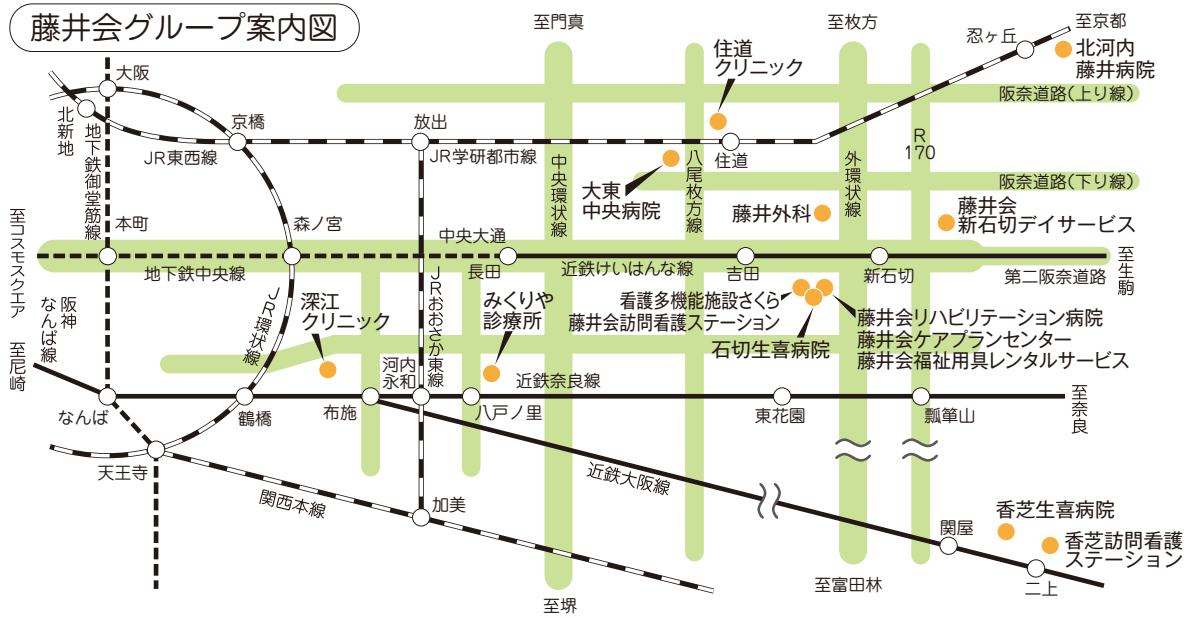 藤井会グループ案内図
至門真
至枚方
至京都
忍ヶ丘
北河内
藤井病院
住道
クリニック
大阪
北新地
地下鉄御堂筋線
京橋
放出
JR東西線
JR学研都市線
住道
阪奈道路(上り線)
R
170
中央環状線
八尾枚方線
外環状線
大東
中央病院
阪奈道路(下り線)
藤井外科
藤井会
新石切デイサービス
至コスモスクエア
本町
森ノ宮
中央大通
長田
地下鉄中央線
近鉄けいはんな線
吉田
新石切
第二阪奈道路
至生駒
阪神
なんば線
至尼崎
JR環状線
深江
クリニック
JRおおさか東線
みくりや
診療所
看護多機能施設さくら
藤井会訪問看護ステーション
石切生喜病院
藤井会リハビリテーション病院
藤井会ケアプランセンター
藤井会福祉用具レンタルサービス
河内
永和
近鉄奈良線
なんば
鶴橋
布施
八戸ノ里
東花園
瓢箪山
至奈良
天王寺
関西本線
加美
近鉄大阪線
関屋
香芝生喜病院
香芝訪問看護
ステーション
二上
至堺
至富田林